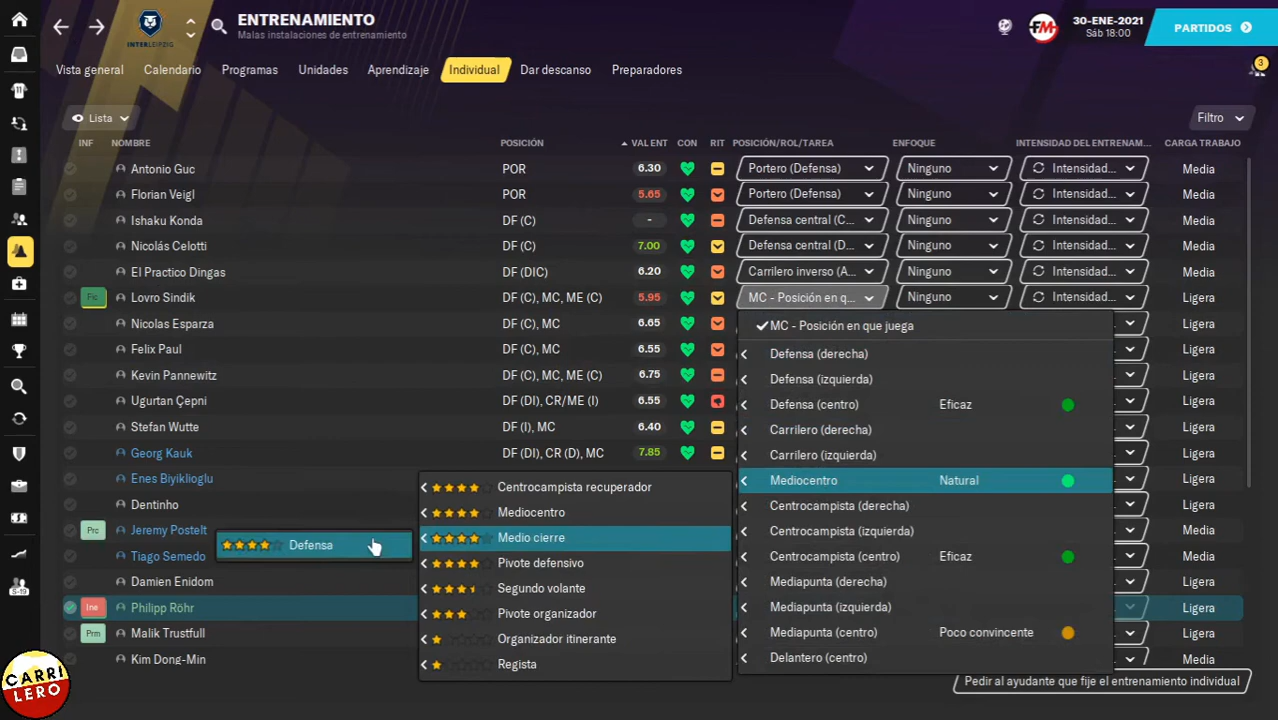 INTERLEIPZIG
ENTRENAMIENTO
Malas instalaciones de entrenamiento
FM
30-ENE-2021
Sáb 18:00
PARTIDOS
Vista general Calendario Programas Unidades Aprendizaje Individual Dar descanso Preparadores
3
Lista
Filtro
INF NOMBRE POSICIÓN VAL ENT CON RIT POSICIÓN/ROL/TAREA ENFOQUE INTENSIDAD DEL ENTRENAM... CARGA TRABAJO
Antonio Guc POR 6.30 Portero (Defensa) Ninguno Intensidad... Media
Florian Veigl POR 5.65 Portero (Defensa) Ninguno Intensidad... Media
Ishaku Konda DF (C) - Defensa central (C... Ninguno Intensidad... Media
Nicolás Celotti DF (C) 7.00 Defensa central (D... Ninguno Intensidad... Media
El Practico Dingas DF (DIC) 6.20 Carrilero inverso (A... Ninguno Intensidad... Media
Fic Lovro Sindik DF (C), MC, ME (C) 5.95 MC - Posición en q... Ninguno Intensidad... Ligera
Nicolas Esparza DF (C), MC 6.65 Ligera
Felix Paul DF (C), MC 6.55 Ligera
Kevin Pannewitz DF (C), MC, ME (C) 6.75 Ligera
Ugurtan Çepni DF (DI), CR/ME (I) 6.55 Ligera
Stefan Wutte DF (I), MC 6.40 Ligera
Georg Kauk DF (DI), CR (D), MC 7.85 Ligera
Enes Biyiklioglu Ligera
Dentinho Ligera
Prc Jeremy Postelt Ligera
Tiago Semedo Ligera
Damien Enidom Ligera
Ine Philipp Röhr Ligera
Prm Malik Trustfull Ligera
Kim Dong-Min Media
MC - Posición en que juega
Defensa (derecha)
Defensa (izquierda)
Defensa (centro) Eficaz
Carrilero (derecha)
Carrilero (izquierda)
Mediocentro Natural
Centrocampista (derecha)
Centrocampista (izquierda)
Centrocampista (centro) Eficaz
Mediapunta (derecha)
Mediapunta (izquierda)
Mediapunta (centro) Poco convincente
Delantero (centro)
Centrocampista recuperador
Mediocentro
Medio cierre
Pivote defensivo
Segundo volante
Pivote organizador
Organizador itinerante
Regista
Defensa
S-19
11
Pedir al ayudante que fije el entrenamiento individual
CARRI
LERO